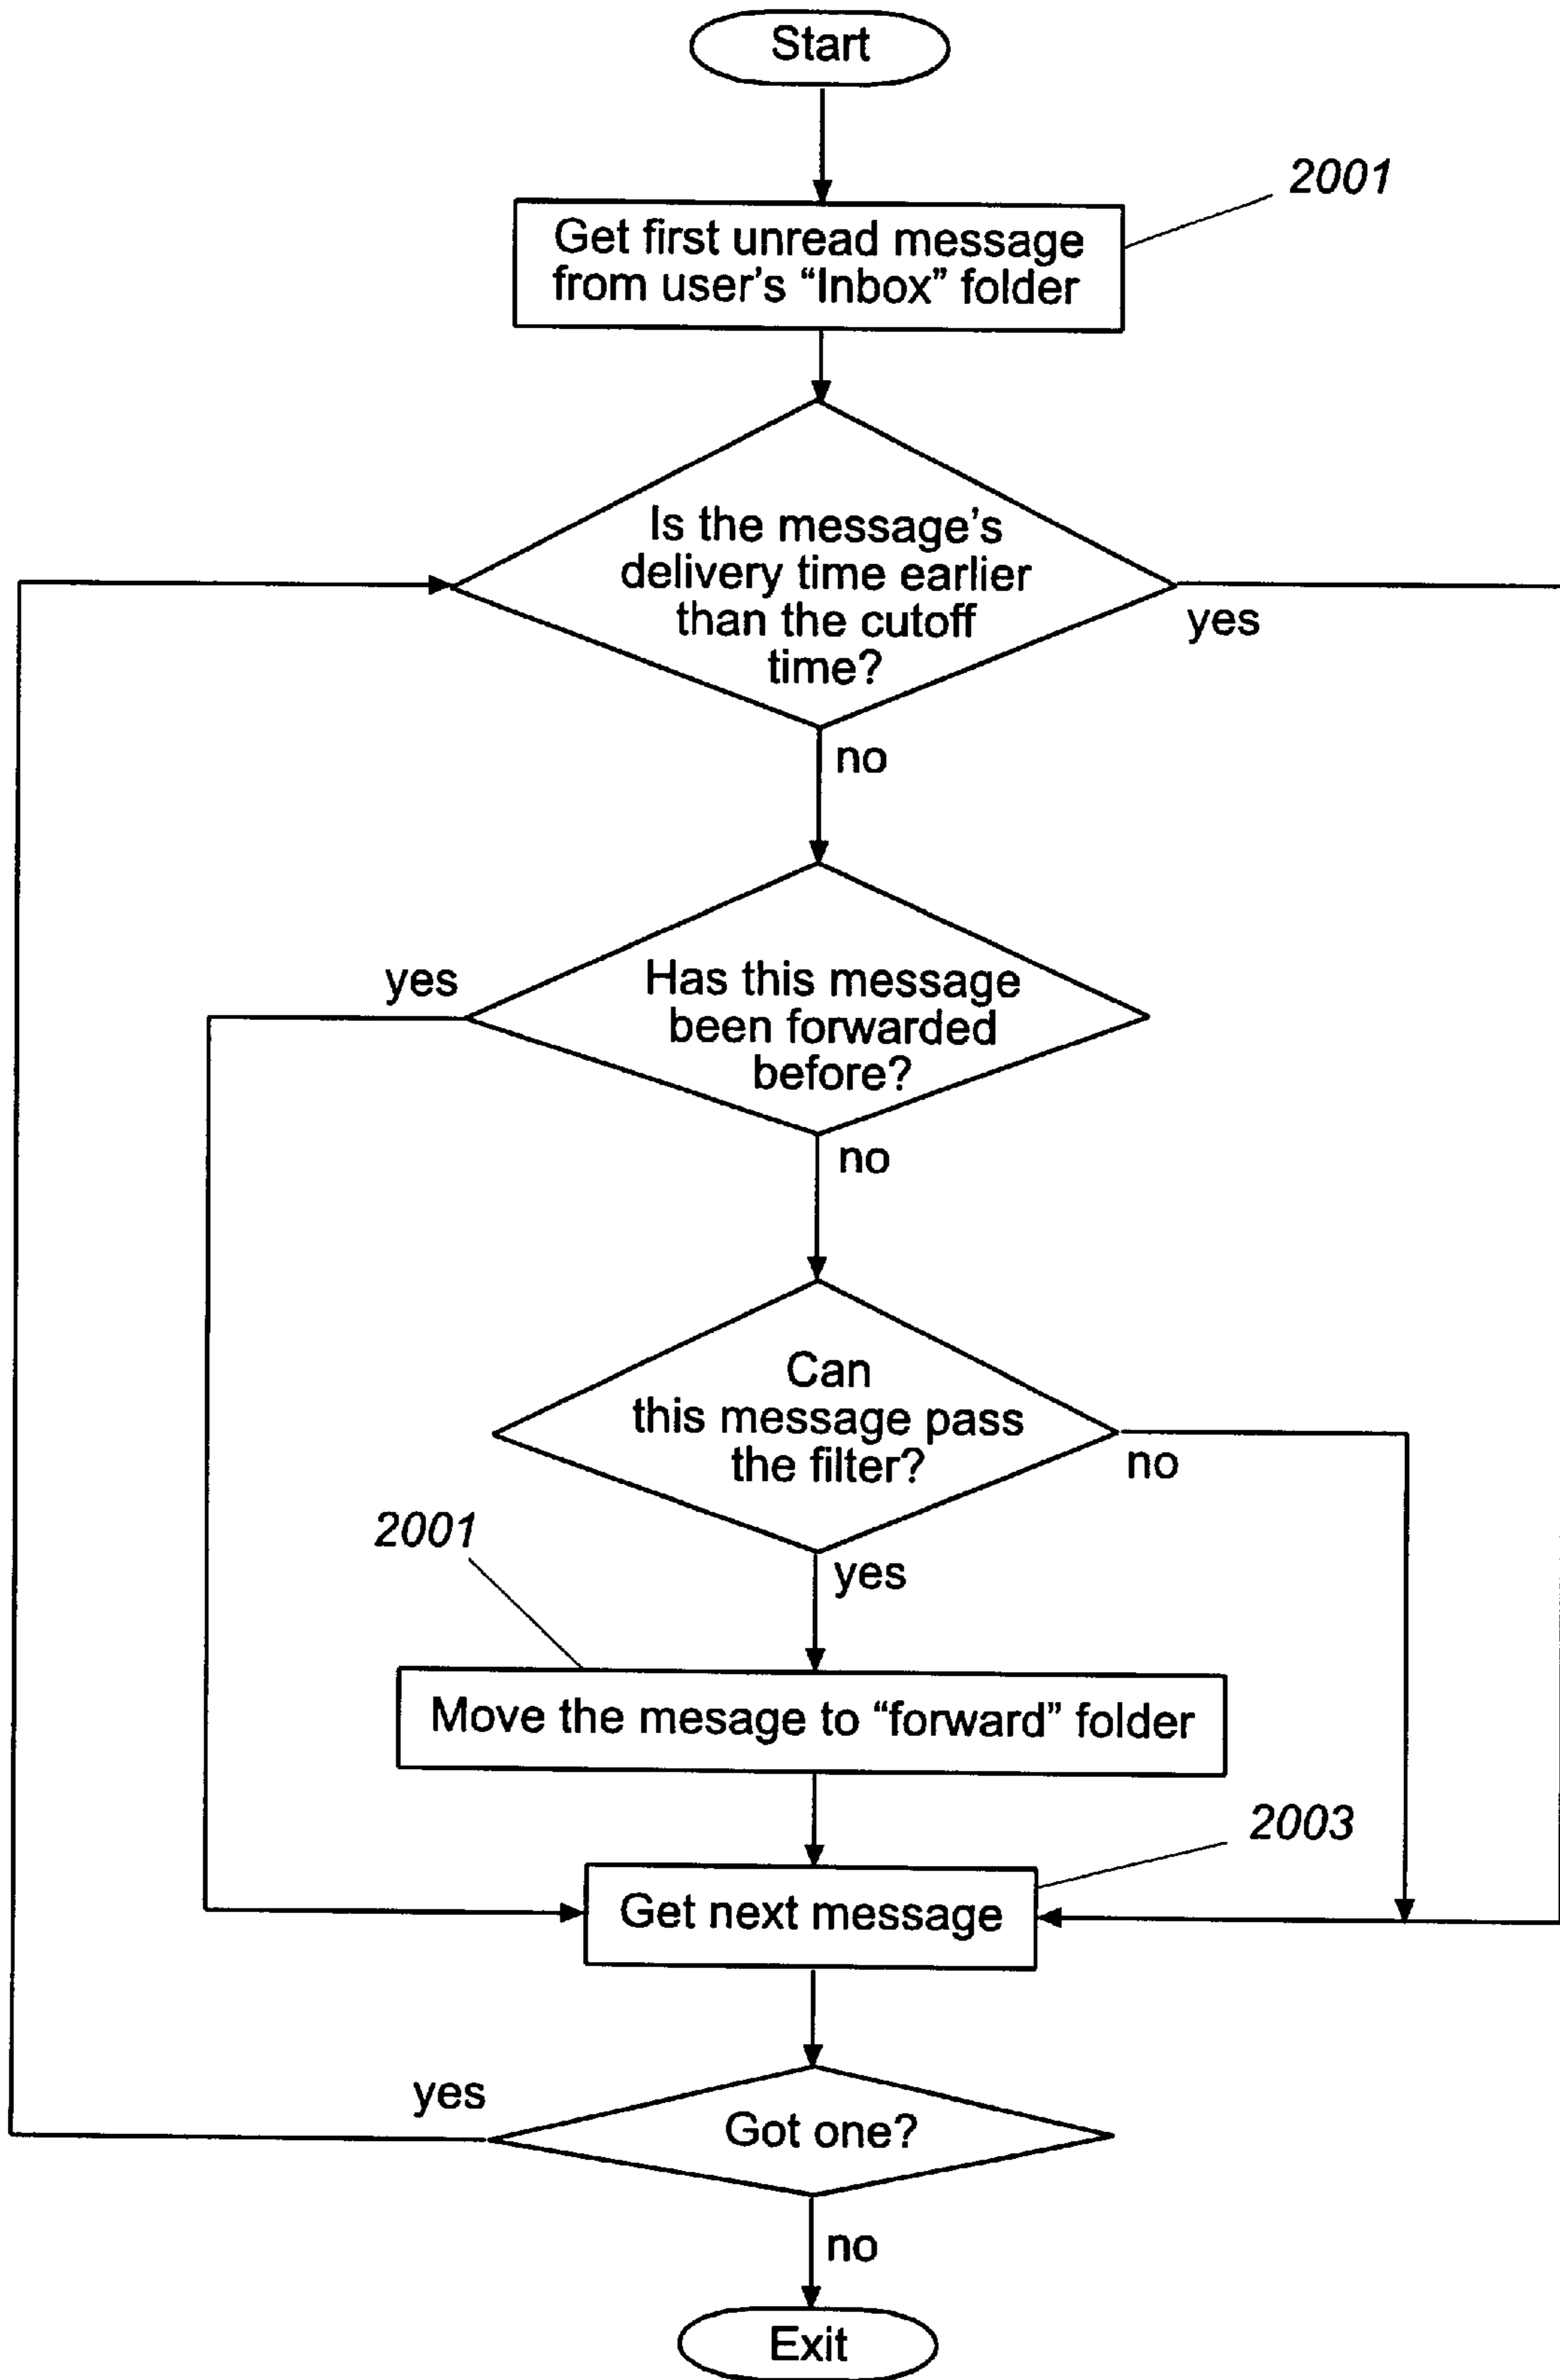 Start
2001
Get first unread message
from user's “Inbox” folder
Is the message's
delivery time earlier
than the cutoff
time?
yes
no
yes
Has this message
been forwarded
before?
no
Can
this message pass
the filter?
no
2001
yes
Move the mesage to “forward” folder
2003
Get next message
yes
Got one?
no
Exit